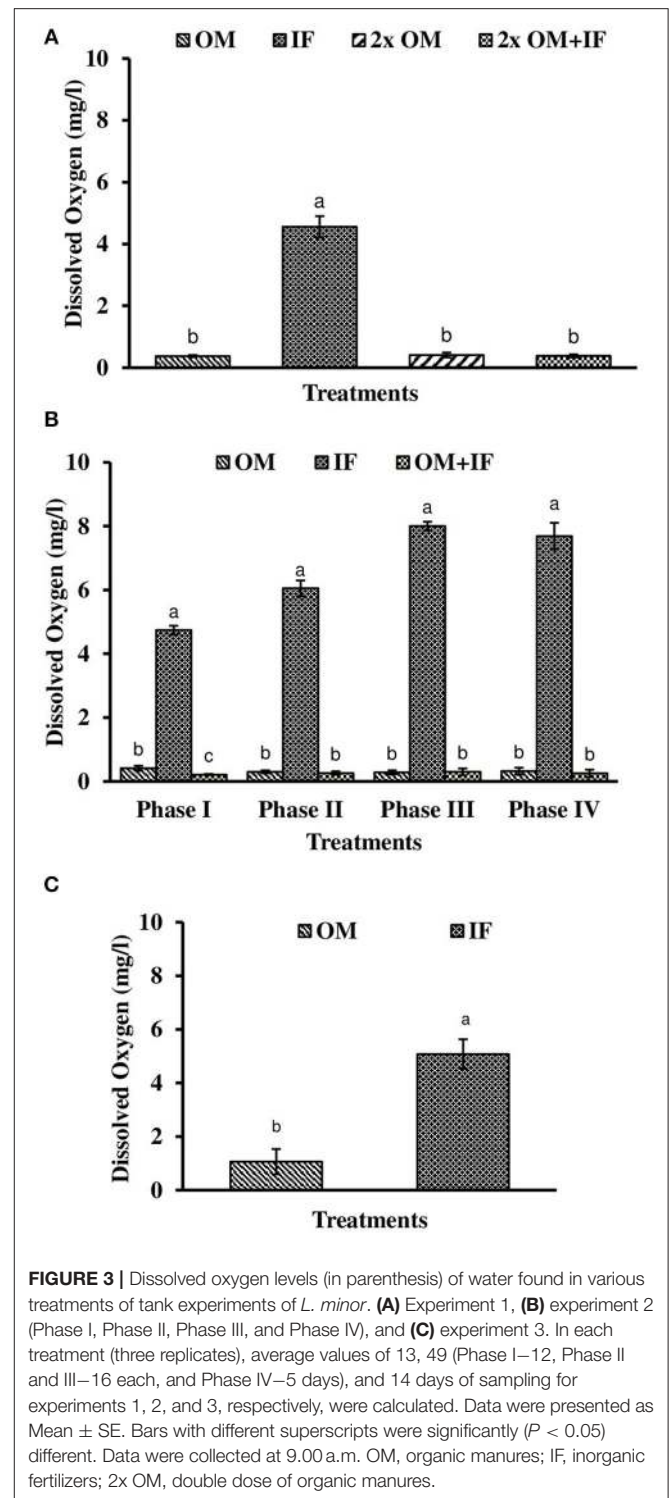 A
OM IF 2x OM 2x OM+IF
10
8
6
4
2
0
Dissolved Oxygen (mg/l)
b
a
b
b
Treatments
B
OM IF OM+IF
10
8
6
4
2
0
Dissolved Oxygen (mg/l)
b a c b a b b a b b a b
Phase I Phase II Phase III Phase IV
Treatments
C
OM IF
10
8
6
4
2
0
Dissolved Oxygen (mg/l)
b
a
Treatments
FIGURE 3 | Dissolved oxygen levels (in parenthesis) of water found in various
treatments of tank experiments of L. minor. (A) Experiment 1, (B) experiment 2
(Phase I, Phase II, Phase III, and Phase IV), and (C) experiment 3. In each
treatment (three replicates), average values of 13, 49 (Phase I–12, Phase II
and III–16 each, and Phase IV–5 days), and 14 days of sampling for
experiments 1, 2, and 3, respectively, were calculated. Data were presented as
Mean ± SE. Bars with different superscripts were significantly (P < 0.05)
different. Data were collected at 9.00 a.m. OM, organic manures; IF, inorganic
fertilizers; 2x OM, double dose of organic manures.